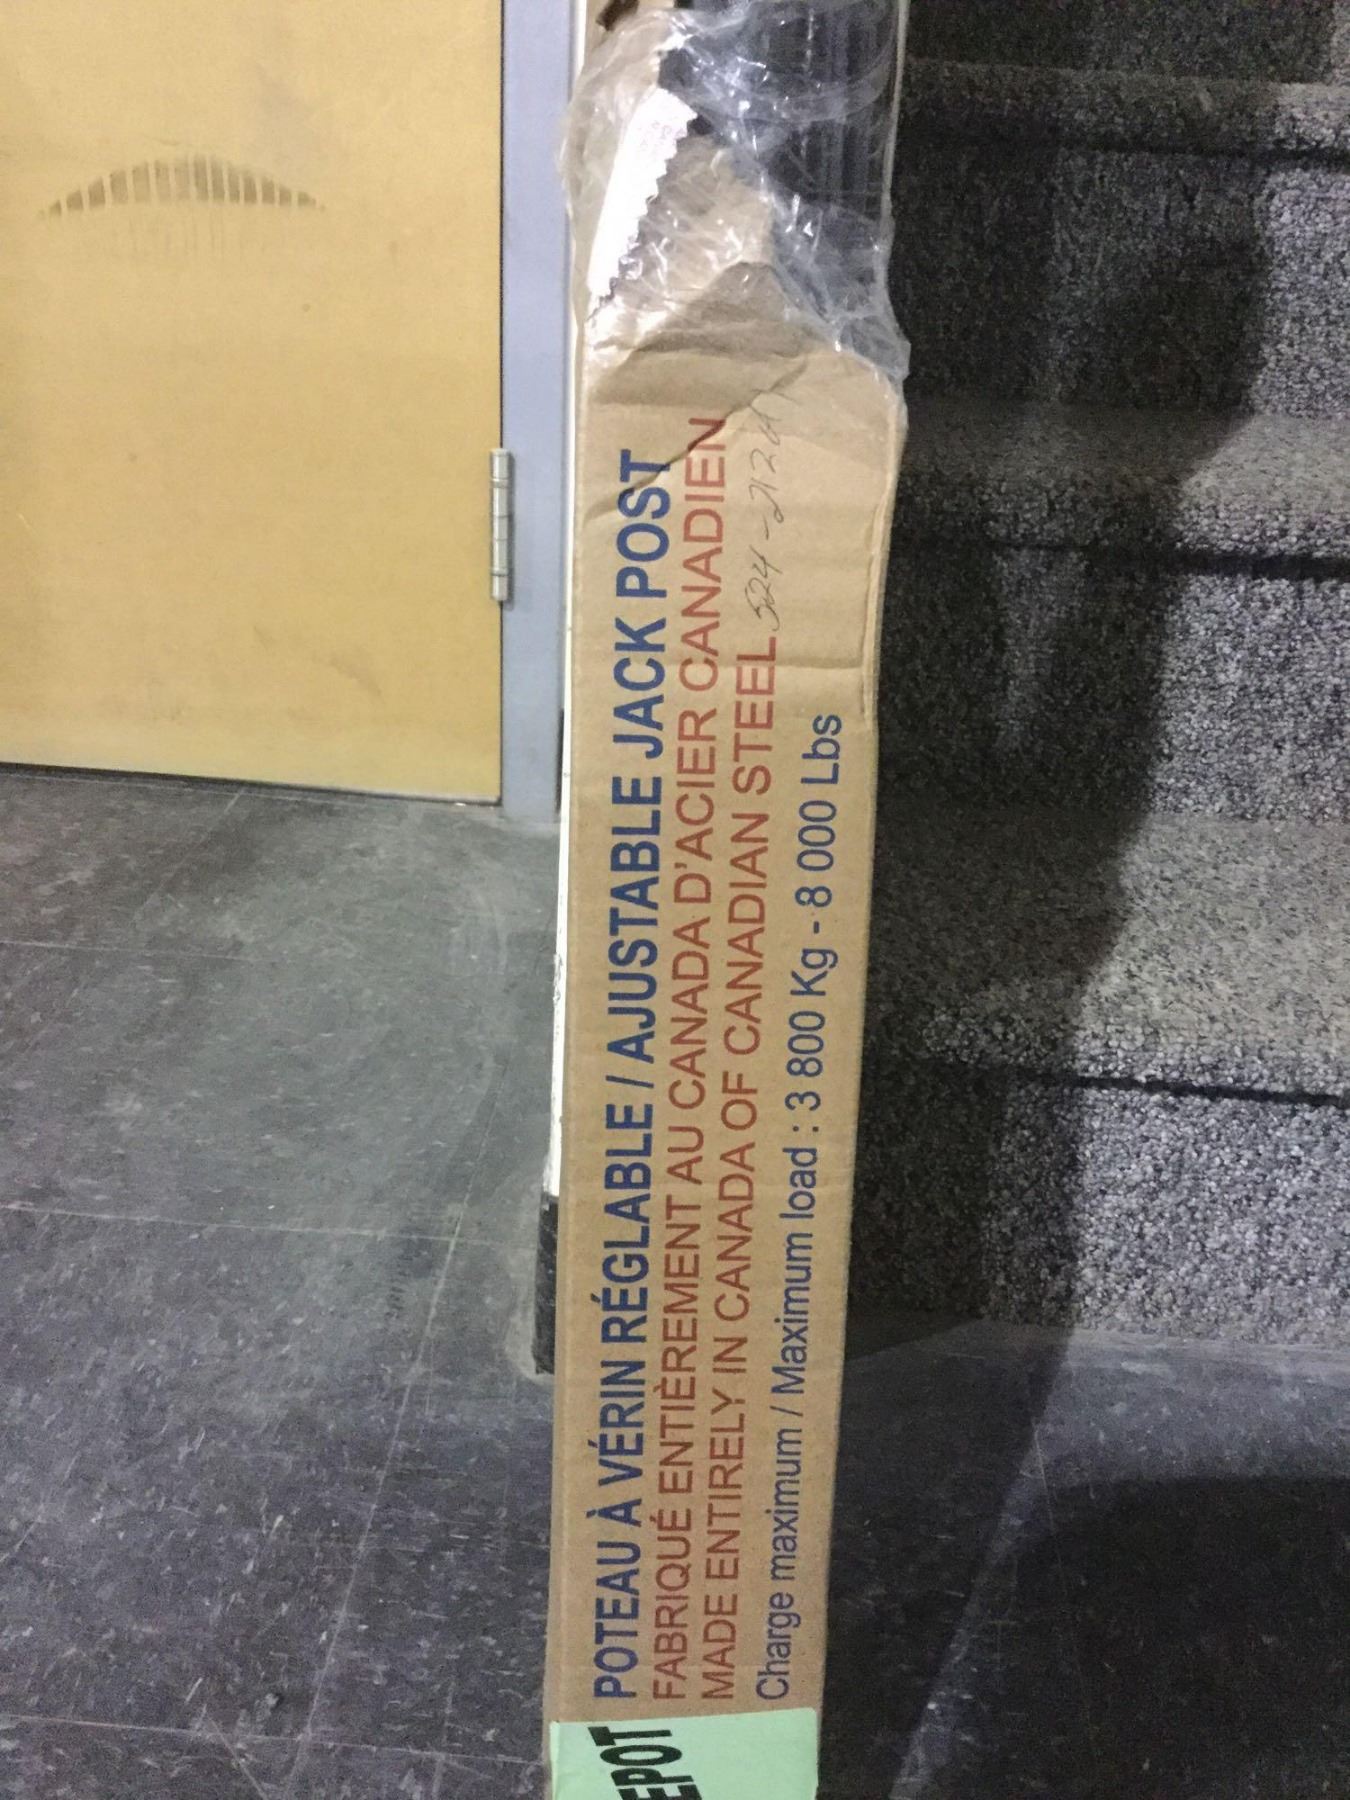 POTEAU À VÉRIN RÉGLABLE / AJUSTABLE JACK POST
FABRIQUÉ ENTIÈREMENT AU CANADA D'ACIER CANADIEN
MADE ENTIRELY IN CANADA OF CANADIAN STEEL
Charge maximum / Maximum load : 3 800 Kg - 8 000 Lbs
EPOT